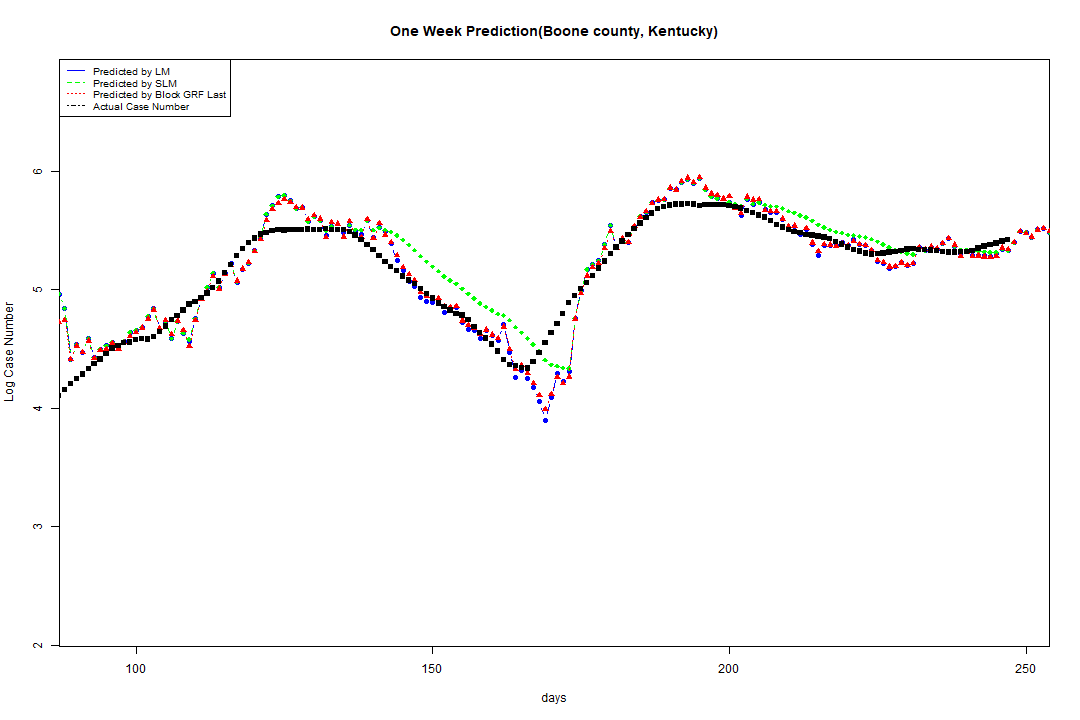 One Week Prediction(Boone county, Kentucky)
Predicted by LM
Predicted by SLM
Predicted by Block GRF Last
Actual Case Number
6
5
4
3
2
Log Case Number
100 150 200 250
days